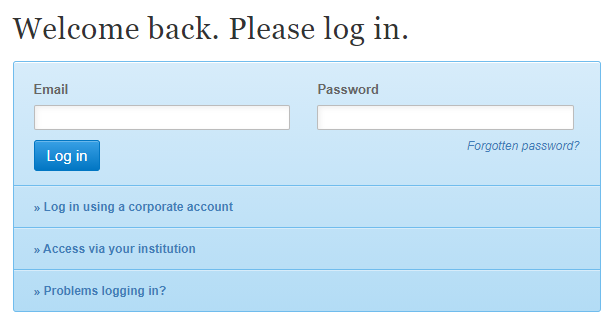 Welcome back. Please log in.
Email
Password
Forgotten password?
Log in
» Log in using a corporate account
» Access via your institution
» Problems logging in?